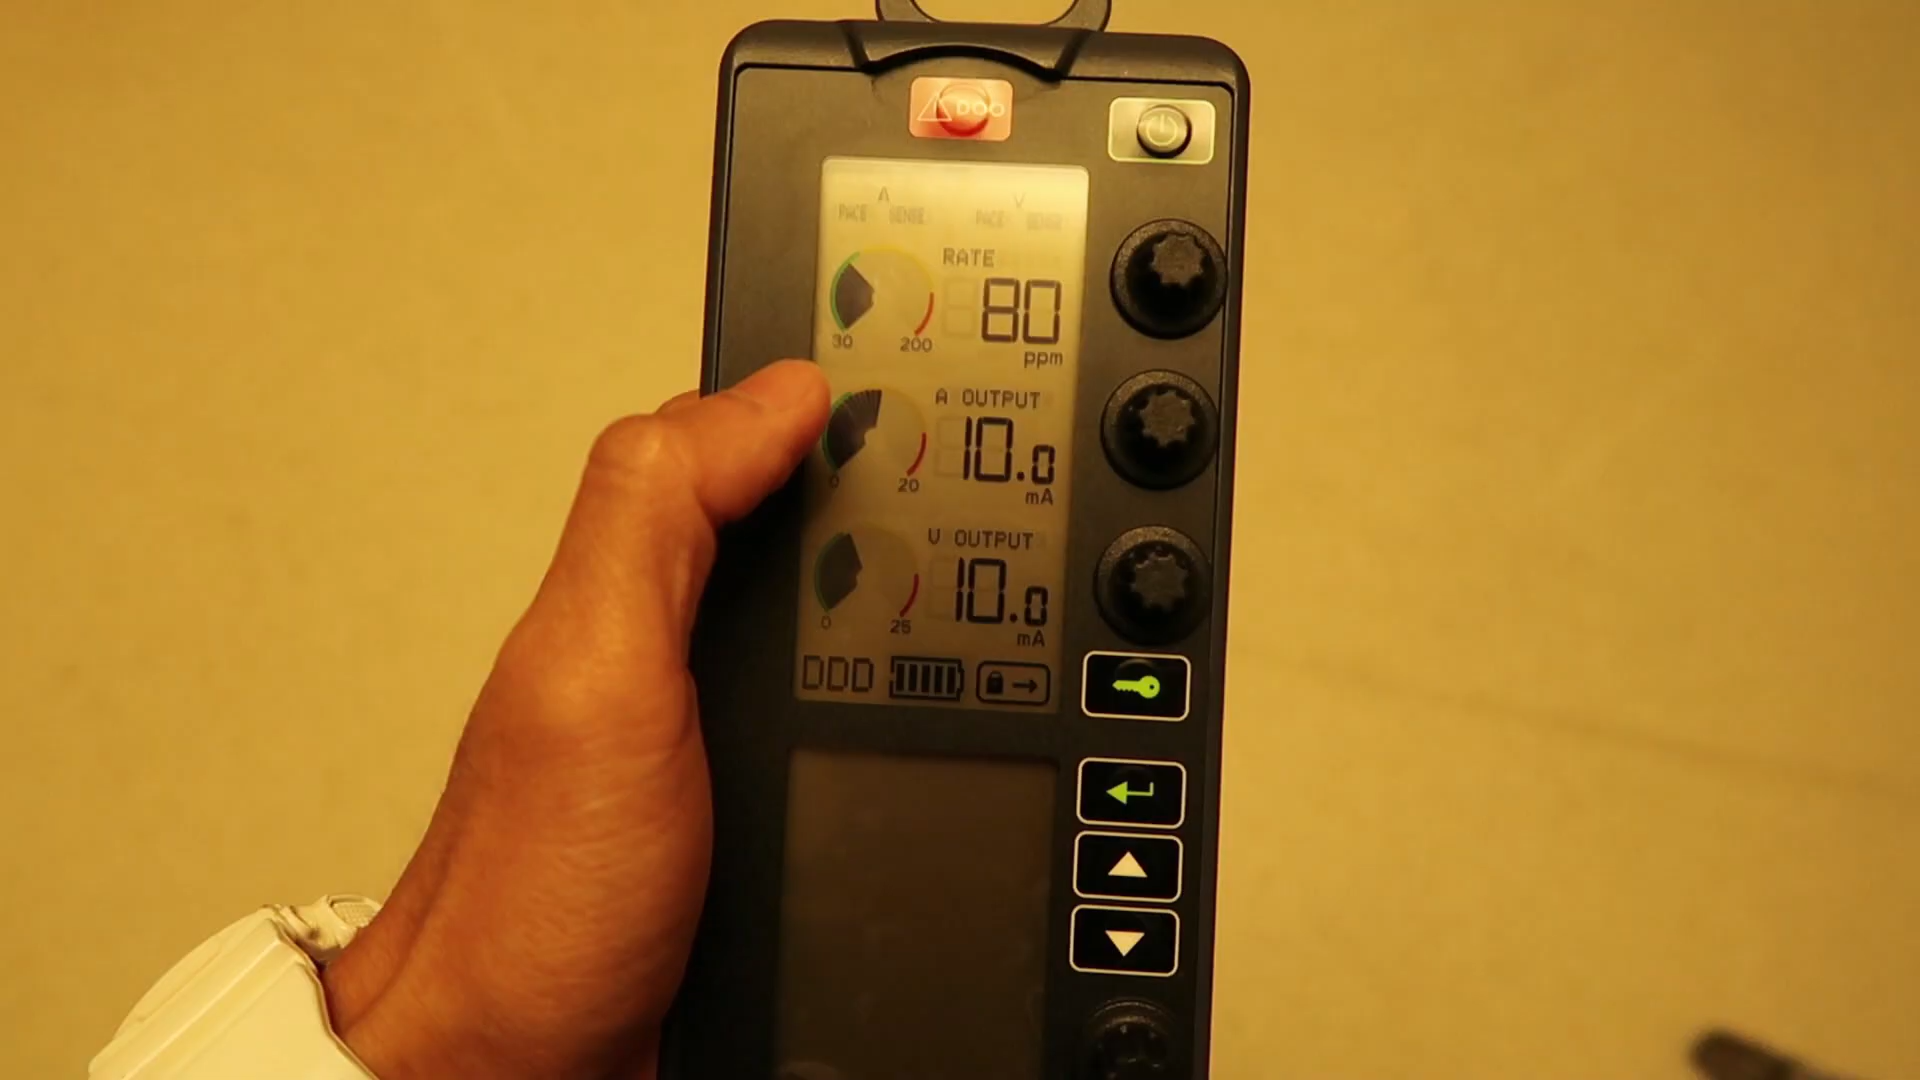 DOO
A V
PACE SENSE PACE SENSE
RATE
80
30 200
ppm
A OUTPUT
10.0
0 20
mA
V OUTPUT
10.0
0 25
mA
DDD